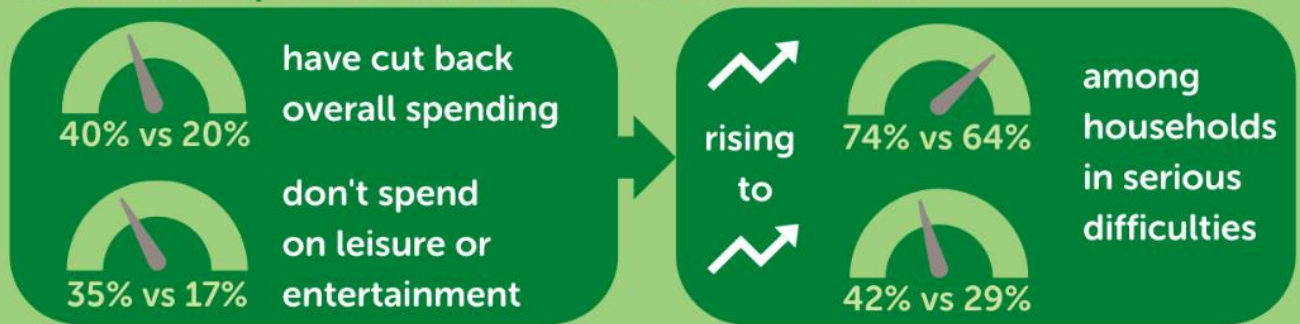 40% vs 20%
have cut back
overall spending
35% vs 17%
don't spend
on leisure or
entertainment
rising
to
74% vs 64%
42% vs 29%
among
households
in serious
difficulties